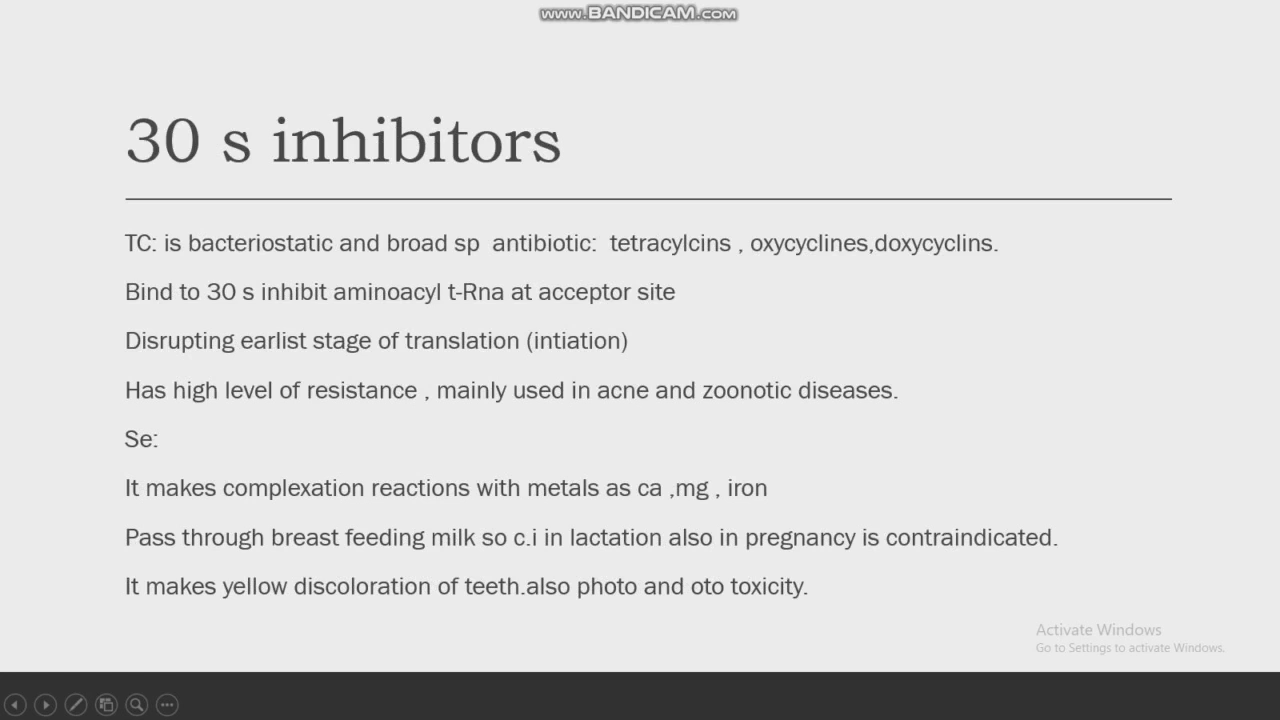 www.BANDICAM.com
30 s inhibitors
TC: is bacteriostatic and broad sp  antibiotic:  tetracylcins , oxycyclines,doxycyclins.
Bind to 30 s inhibit aminoacyl t-Rna at acceptor site
Disrupting earlist stage of translation (intiation)
Has high level of resistance , mainly used in acne and zoonotic diseases.
Se:
It makes complexation reactions with metals as ca ,mg , iron
Pass through breast feeding milk so c.i in lactation also in pregnancy is contraindicated.
It makes yellow discoloration of teeth.also photo and oto toxicity.
Activate Windows
Go to Settings to activate Windows.